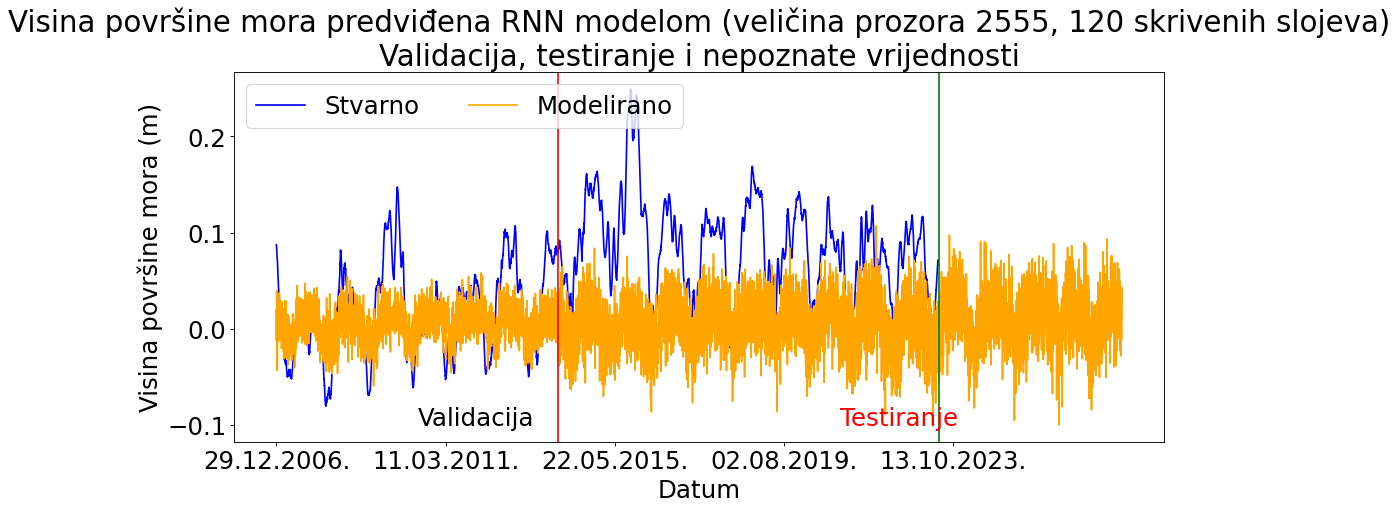 Visina površine mora predviđena RNN modelom (veličina prozora 2555, 120 skrivenih slojeva)
Validacija, testiranje i nepoznate vrijednosti
Stvarno
Modelirano
Visina površine mora (m)
0.2
0.1
0.0
−0.1
Validacija
Testiranje
29.12.2006.
11.03.2011.
22.05.2015.
02.08.2019.
13.10.2023.
Datum